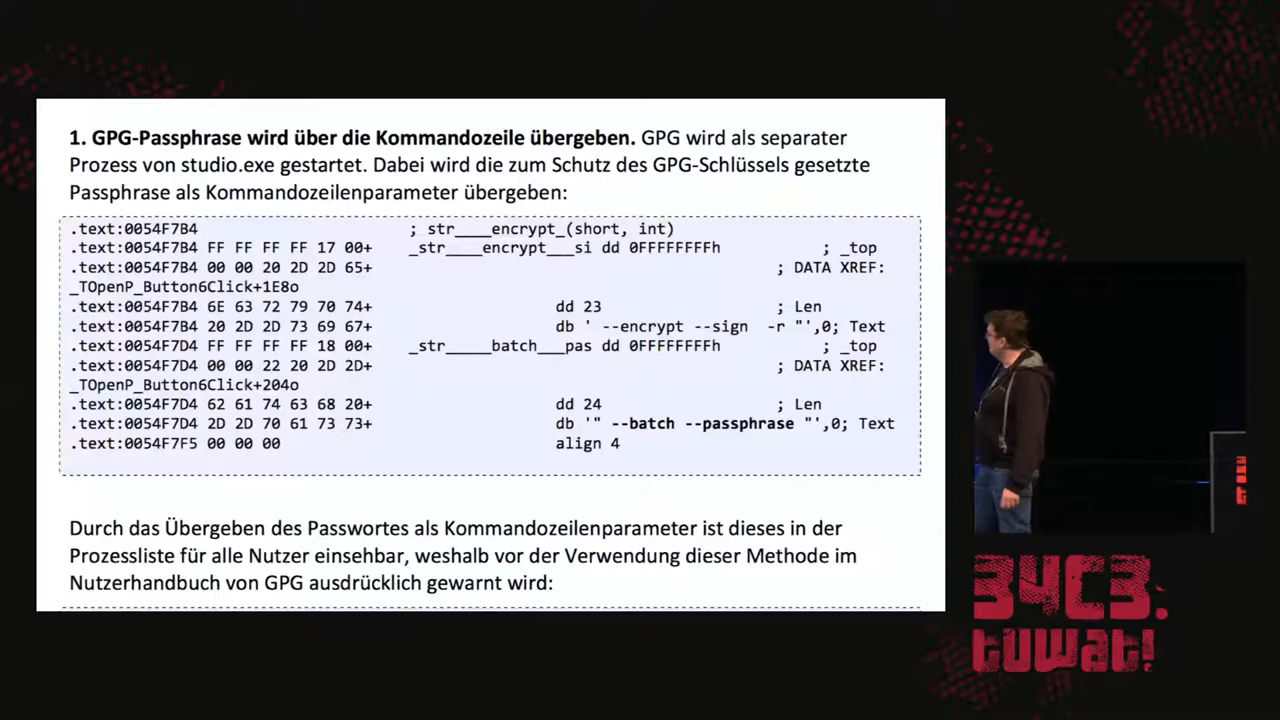 1. GPG-Passphrase wird über die Kommandozeile übergeben. GPG wird als separater
Prozess von studio.exe gestartet. Dabei wird die zum Schutz des GPG-Schlüssels gesetzte
Passphrase als Kommandozeilenparameter übergeben:
.text:0054F7B4 ; str____encrypt_(short, int)
.text:0054F7B4 FF FF FF FF 17 00+ _str____encrypt___si dd 0FFFFFFFFh ; _top
.text:0054F7B4 00 00 20 2D 2D 65+ ; DATA XREF:
_TOpenP_Button6Click+1E8o
.text:0054F7B4 6E 63 72 79 70 74+ dd 23 ; Len
.text:0054F7B4 20 2D 2D 73 69 67+ db ' --encrypt --sign  -r "',0; Text
.text:0054F7D4 FF FF FF FF 18 00+ _str_____batch___pas dd 0FFFFFFFFh ; _top
.text:0054F7D4 00 00 22 20 2D 2D+ ; DATA XREF:
_TOpenP_Button6Click+204o
.text:0054F7D4 62 61 74 63 68 20+ dd 24 ; Len
.text:0054F7D4 2D 2D 70 61 73 73+ db '" --batch --passphrase "',0; Text
.text:0054F7F5 00 00 00 align 4
Durch das Übergeben des Passwortes als Kommandozeilenparameter ist dieses in der
Prozessliste für alle Nutzer einsehbar, weshalb vor der Verwendung dieser Methode im
Nutzerhandbuch von GPG ausdrücklich gewarnt wird:
34C3.
tuwat!